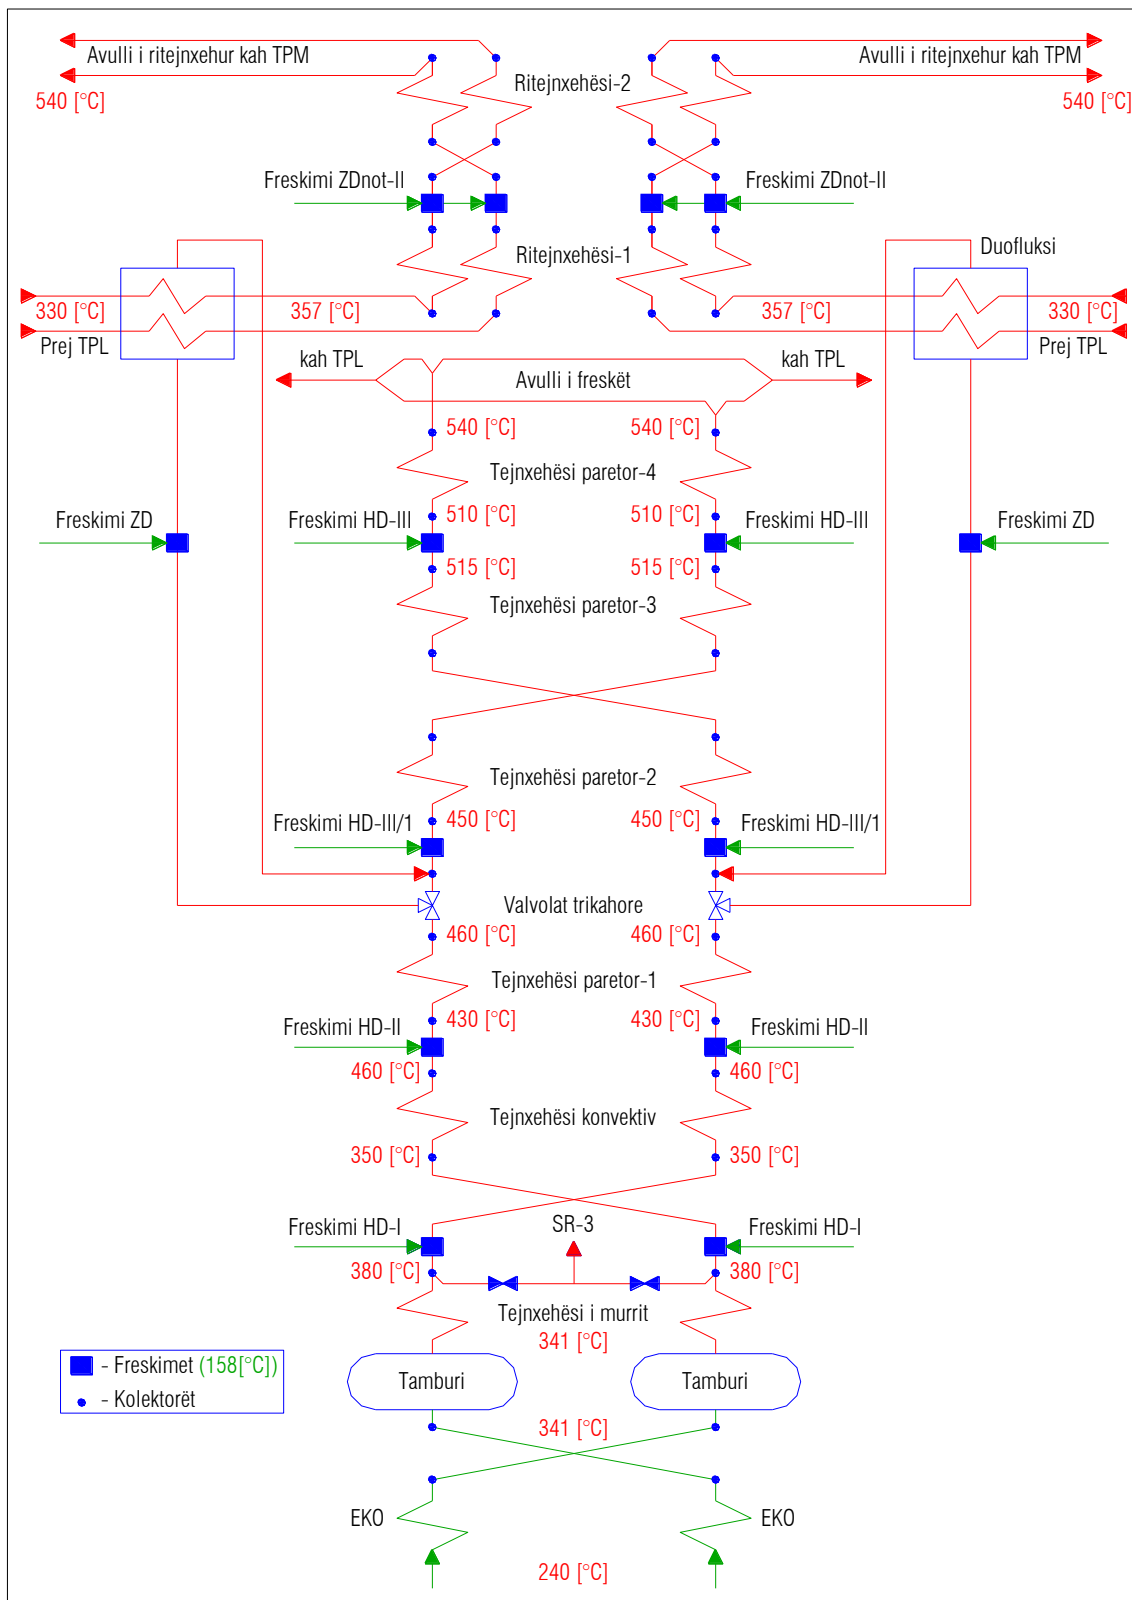 Avulli i ritejnxehur kah TPM
Avulli i ritejnxehur kah TPM
Ritejnxehësi-2
540 [°C]
540 [°C]
Freskimi ZDnot-II
Freskimi ZDnot-II
Ritejnxehësi-1
Duofluksi
330 [°C]
357 [°C]
357 [°C]
330 [°C]
Prej TPL
Prej TPL
kah TPL
kah TPL
Avulli i freskët
540 [°C]
540 [°C]
Tejnxehësi paretor-4
Freskimi ZD
Freskimi HD-III
510 [°C]
510 [°C]
Freskimi HD-III
Freskimi ZD
515 [°C]
515 [°C]
Tejnxehësi paretor-3
Tejnxehësi paretor-2
Freskimi HD-III/1
450 [°C]
450 [°C]
Freskimi HD-III/1
Valvolat trikahore
460 [°C]
460 [°C]
Tejnxehësi paretor-1
Freskimi HD-II
430 [°C]
430 [°C]
Freskimi HD-II
460 [°C]
460 [°C]
Tejnxehësi konvektiv
350 [°C]
350 [°C]
Freskimi HD-I
SR-3
Freskimi HD-I
380 [°C]
380 [°C]
Tejnxehësi i murrit
341 [°C]
- Freskimet (158[°C])
- Kolektorët
Tamburi
Tamburi
341 [°C]
EKO
EKO
240 [°C]